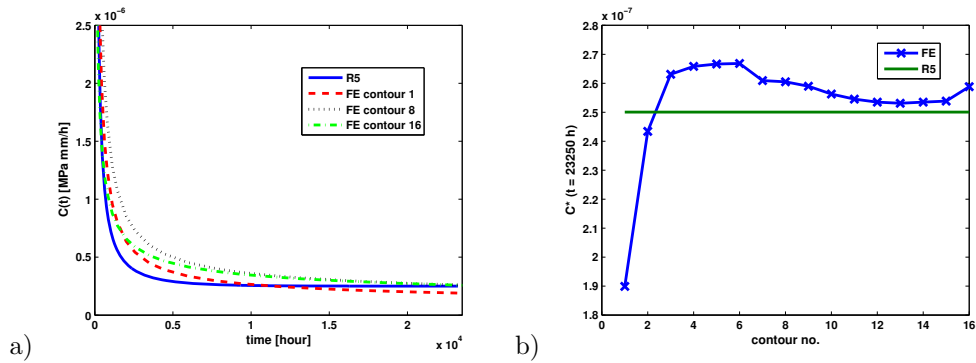 x 10⁻⁶
2.5
2
1.5
1
0.5
0
0 0.5 1 1.5 2
x 10⁴
C(t) [MPa mm/h]
time [hour]
R5
FE contour 1
FE contour 8
FE contour 16
a)
x 10⁻⁷
2.8
2.7
2.6
2.5
2.4
2.3
2.2
2.1
2
1.9
1.8
0 2 4 6 8 10 12 14 16
C* (t = 23250 h)
contour no.
FE
R5
b)